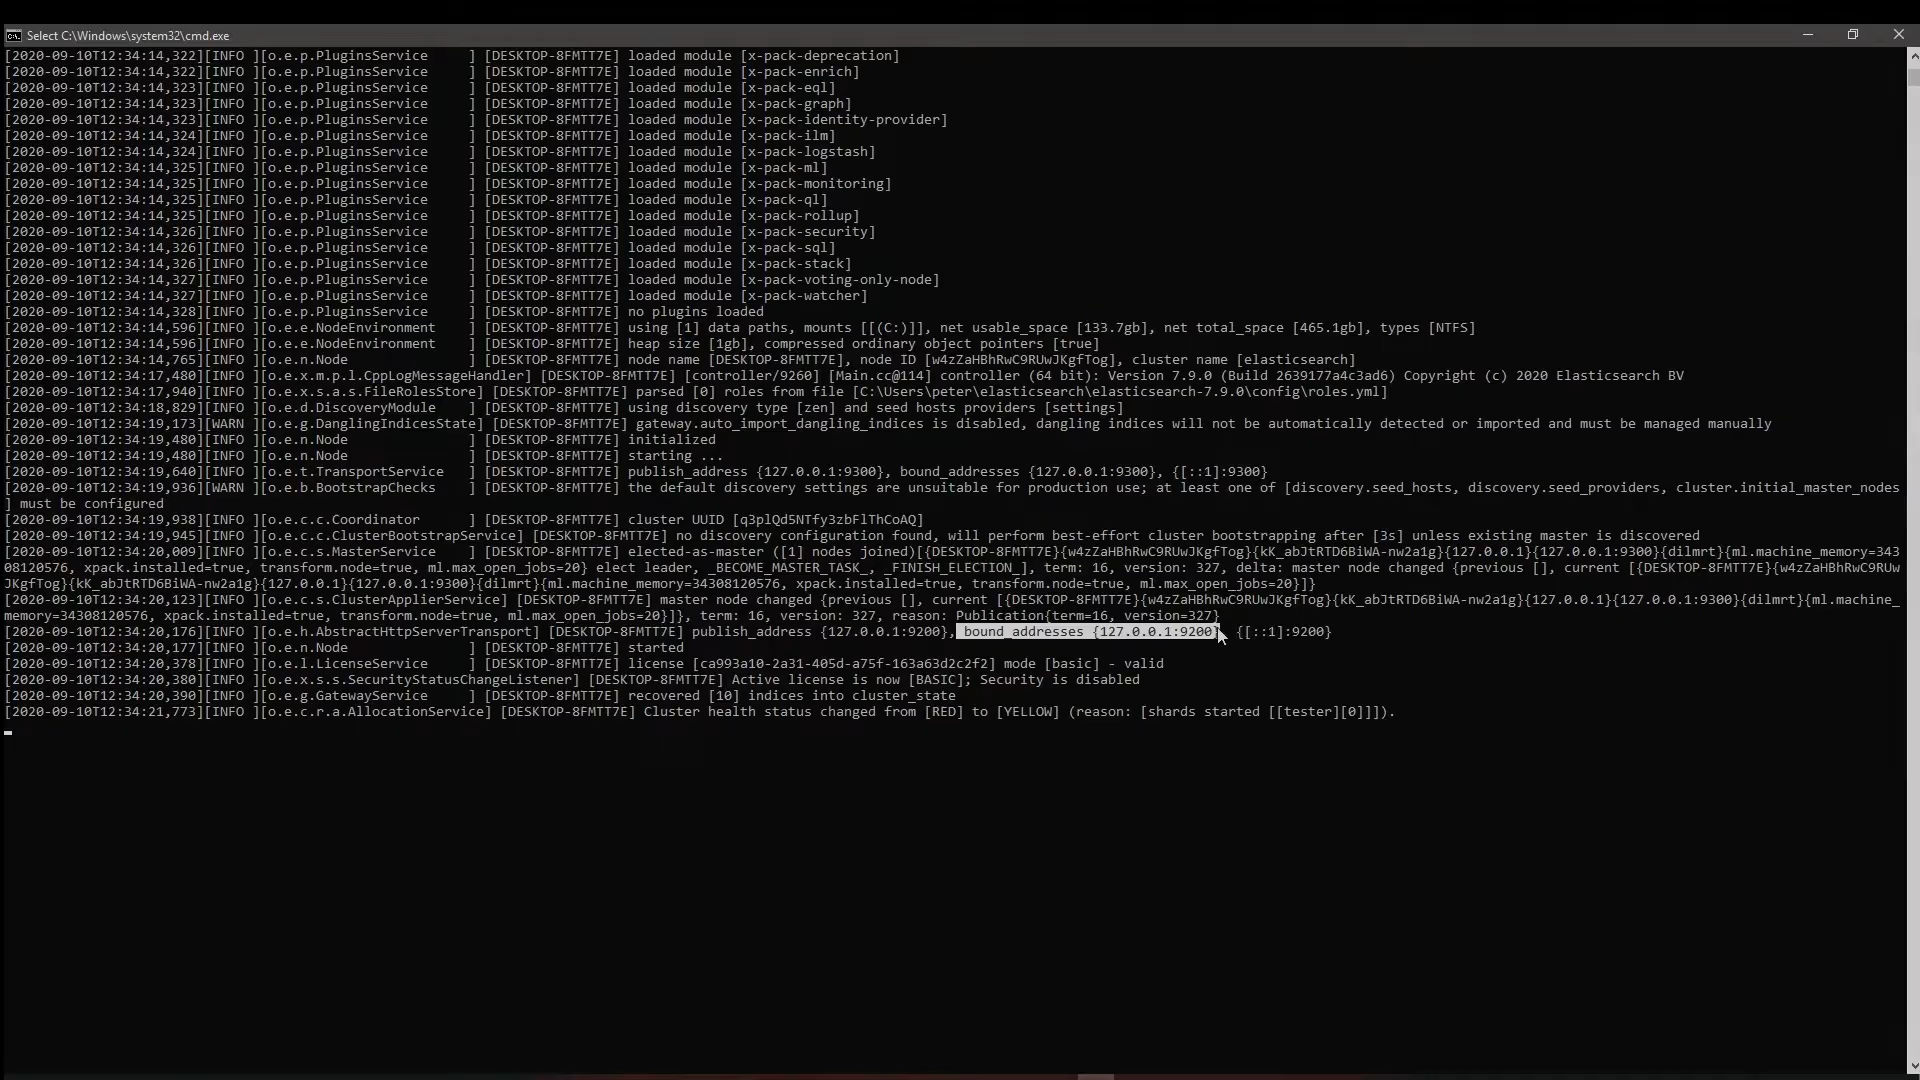 Select C:\Windows\system32\cmd.exe
[2020-09-10T12:34:14,322][INFO ][o.e.p.PluginsService     ] [DESKTOP-8FMTT7E] loaded module [x-pack-deprecation]
[2020-09-10T12:34:14,322][INFO ][o.e.p.PluginsService     ] [DESKTOP-8FMTT7E] loaded module [x-pack-enrich]
[2020-09-10T12:34:14,323][INFO ][o.e.p.PluginsService     ] [DESKTOP-8FMTT7E] loaded module [x-pack-eql]
[2020-09-10T12:34:14,323][INFO ][o.e.p.PluginsService     ] [DESKTOP-8FMTT7E] loaded module [x-pack-graph]
[2020-09-10T12:34:14,323][INFO ][o.e.p.PluginsService     ] [DESKTOP-8FMTT7E] loaded module [x-pack-identity-provider]
[2020-09-10T12:34:14,324][INFO ][o.e.p.PluginsService     ] [DESKTOP-8FMTT7E] loaded module [x-pack-ilm]
[2020-09-10T12:34:14,324][INFO ][o.e.p.PluginsService     ] [DESKTOP-8FMTT7E] loaded module [x-pack-logstash]
[2020-09-10T12:34:14,325][INFO ][o.e.p.PluginsService     ] [DESKTOP-8FMTT7E] loaded module [x-pack-ml]
[2020-09-10T12:34:14,325][INFO ][o.e.p.PluginsService     ] [DESKTOP-8FMTT7E] loaded module [x-pack-monitoring]
[2020-09-10T12:34:14,325][INFO ][o.e.p.PluginsService     ] [DESKTOP-8FMTT7E] loaded module [x-pack-ql]
[2020-09-10T12:34:14,325][INFO ][o.e.p.PluginsService     ] [DESKTOP-8FMTT7E] loaded module [x-pack-rollup]
[2020-09-10T12:34:14,326][INFO ][o.e.p.PluginsService     ] [DESKTOP-8FMTT7E] loaded module [x-pack-security]
[2020-09-10T12:34:14,326][INFO ][o.e.p.PluginsService     ] [DESKTOP-8FMTT7E] loaded module [x-pack-sql]
[2020-09-10T12:34:14,326][INFO ][o.e.p.PluginsService     ] [DESKTOP-8FMTT7E] loaded module [x-pack-stack]
[2020-09-10T12:34:14,327][INFO ][o.e.p.PluginsService     ] [DESKTOP-8FMTT7E] loaded module [x-pack-voting-only-node]
[2020-09-10T12:34:14,327][INFO ][o.e.p.PluginsService     ] [DESKTOP-8FMTT7E] loaded module [x-pack-watcher]
[2020-09-10T12:34:14,328][INFO ][o.e.p.PluginsService     ] [DESKTOP-8FMTT7E] no plugins loaded
[2020-09-10T12:34:14,596][INFO ][o.e.e.NodeEnvironment    ] [DESKTOP-8FMTT7E] using [1] data paths, mounts [[(C:)]], net usable_space [133.7gb], net total_space [465.1gb], types [NTFS]
[2020-09-10T12:34:14,596][INFO ][o.e.e.NodeEnvironment    ] [DESKTOP-8FMTT7E] heap size [1gb], compressed ordinary object pointers [true]
[2020-09-10T12:34:14,765][INFO ][o.e.n.Node               ] [DESKTOP-8FMTT7E] node name [DESKTOP-8FMTT7E], node ID [w4zZaHBhRwC9RUwJKgfTog], cluster name [elasticsearch]
[2020-09-10T12:34:17,480][INFO ][o.e.x.m.p.l.CppLogMessageHandler] [DESKTOP-8FMTT7E] [controller/9260] [Main.cc@114] controller (64 bit): Version 7.9.0 (Build 2639177a4c3ad6) Copyright (c) 2020 Elasticsearch BV
[2020-09-10T12:34:17,940][INFO ][o.e.x.s.a.s.FileRolesStore] [DESKTOP-8FMTT7E] parsed [0] roles from file [C:\Users\peter\elasticsearch\elasticsearch-7.9.0\config\roles.yml]
[2020-09-10T12:34:18,829][INFO ][o.e.d.DiscoveryModule    ] [DESKTOP-8FMTT7E] using discovery type [zen] and seed hosts providers [settings]
[2020-09-10T12:34:19,173][WARN ][o.e.g.DanglingIndicesState] [DESKTOP-8FMTT7E] gateway.auto_import_dangling_indices is disabled, dangling indices will not be automatically detected or imported and must be managed manually
[2020-09-10T12:34:19,480][INFO ][o.e.n.Node               ] [DESKTOP-8FMTT7E] initialized
[2020-09-10T12:34:19,480][INFO ][o.e.n.Node               ] [DESKTOP-8FMTT7E] starting ...
[2020-09-10T12:34:19,640][INFO ][o.e.t.TransportService   ] [DESKTOP-8FMTT7E] publish_address {127.0.0.1:9300}, bound_addresses {127.0.0.1:9300}, {[::1]:9300}
[2020-09-10T12:34:19,936][WARN ][o.e.b.BootstrapChecks    ] [DESKTOP-8FMTT7E] the default discovery settings are unsuitable for production use; at least one of [discovery.seed_hosts, discovery.seed_providers, cluster.initial_master_nodes
] must be configured
[2020-09-10T12:34:19,938][INFO ][o.e.c.c.Coordinator      ] [DESKTOP-8FMTT7E] cluster UUID [q3plQd5NTfy3zbFlThCoAQ]
[2020-09-10T12:34:19,945][INFO ][o.e.c.c.ClusterBootstrapService] [DESKTOP-8FMTT7E] no discovery configuration found, will perform best-effort cluster bootstrapping after [3s] unless existing master is discovered
[2020-09-10T12:34:20,009][INFO ][o.e.c.s.MasterService    ] [DESKTOP-8FMTT7E] elected-as-master ([1] nodes joined)[{DESKTOP-8FMTT7E}{w4zZaHBhRwC9RUwJKgfTog}{kK_abJtRTD6BiWA-nw2a1g}{127.0.0.1}{127.0.0.1:9300}{dilmrt}{ml.machine_memory=343
08120576, xpack.installed=true, transform.node=true, ml.max_open_jobs=20} elect leader, _BECOME_MASTER_TASK_, _FINISH_ELECTION_], term: 16, version: 327, delta: master node changed {previous [], current [{DESKTOP-8FMTT7E}{w4zZaHBhRwC9RUw
JKgfTog}{kK_abJtRTD6BiWA-nw2a1g}{127.0.0.1}{127.0.0.1:9300}{dilmrt}{ml.machine_memory=34308120576, xpack.installed=true, transform.node=true, ml.max_open_jobs=20}]}
[2020-09-10T12:34:20,123][INFO ][o.e.c.s.ClusterApplierService] [DESKTOP-8FMTT7E] master node changed {previous [], current [{DESKTOP-8FMTT7E}{w4zZaHBhRwC9RUwJKgfTog}{kK_abJtRTD6BiWA-nw2a1g}{127.0.0.1}{127.0.0.1:9300}{dilmrt}{ml.machine_
memory=34308120576, xpack.installed=true, transform.node=true, ml.max_open_jobs=20}]}, term: 16, version: 327, reason: Publication{term=16, version=327}
[2020-09-10T12:34:20,176][INFO ][o.e.h.AbstractHttpServerTransport] [DESKTOP-8FMTT7E] publish_address {127.0.0.1:9200}, bound_addresses {127.0.0.1:9200}, {[::1]:9200}
[2020-09-10T12:34:20,177][INFO ][o.e.n.Node               ] [DESKTOP-8FMTT7E] started
[2020-09-10T12:34:20,378][INFO ][o.e.l.LicenseService     ] [DESKTOP-8FMTT7E] license [ca993a10-2a31-405d-a75f-163a63d2c2f2] mode [basic] - valid
[2020-09-10T12:34:20,380][INFO ][o.e.x.s.s.SecurityStatusChangeListener] [DESKTOP-8FMTT7E] Active license is now [BASIC]; Security is disabled
[2020-09-10T12:34:20,390][INFO ][o.e.g.GatewayService     ] [DESKTOP-8FMTT7E] recovered [10] indices into cluster_state
[2020-09-10T12:34:21,773][INFO ][o.e.c.r.a.AllocationService] [DESKTOP-8FMTT7E] Cluster health status changed from [RED] to [YELLOW] (reason: [shards started [[tester][0]]]).